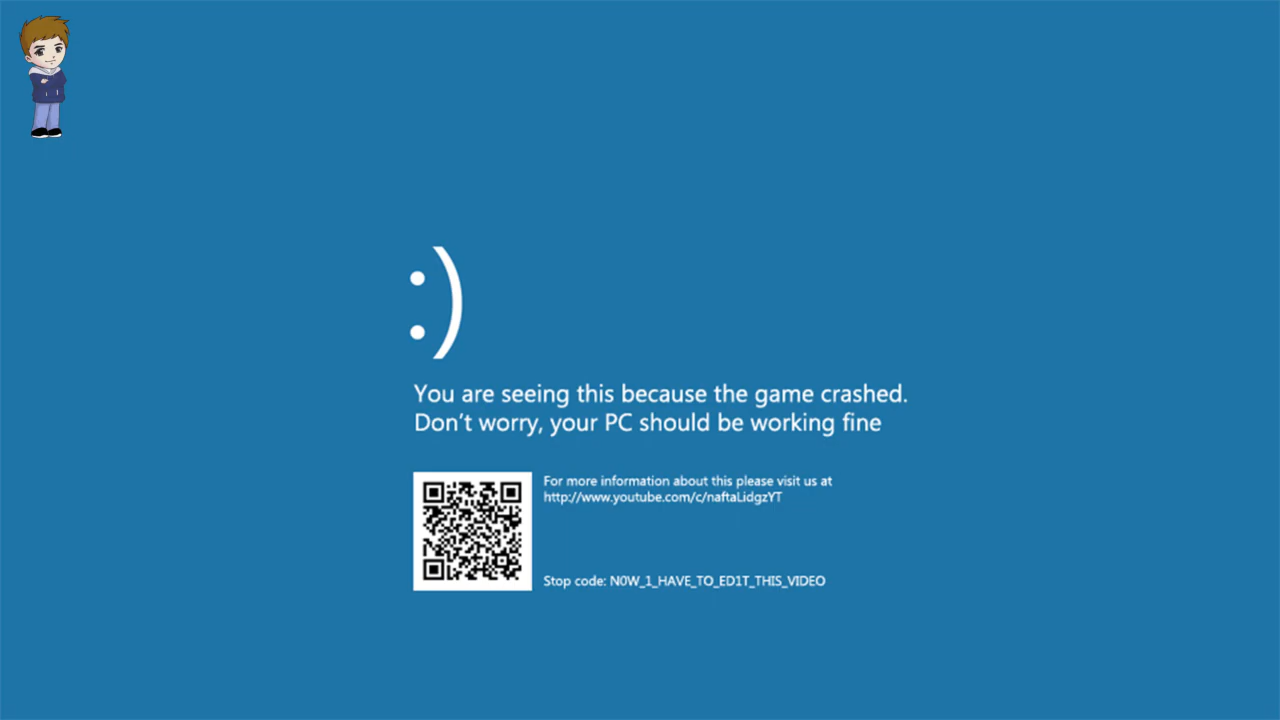 :)
You are seeing this because the game crashed.
Don't worry, your PC should be working fine
For more information about this please visit us at
http://www.youtube.com/c/naftaLidgzYT
Stop code: N0W_1_HAVE_TO_ED1T_THIS_VIDEO